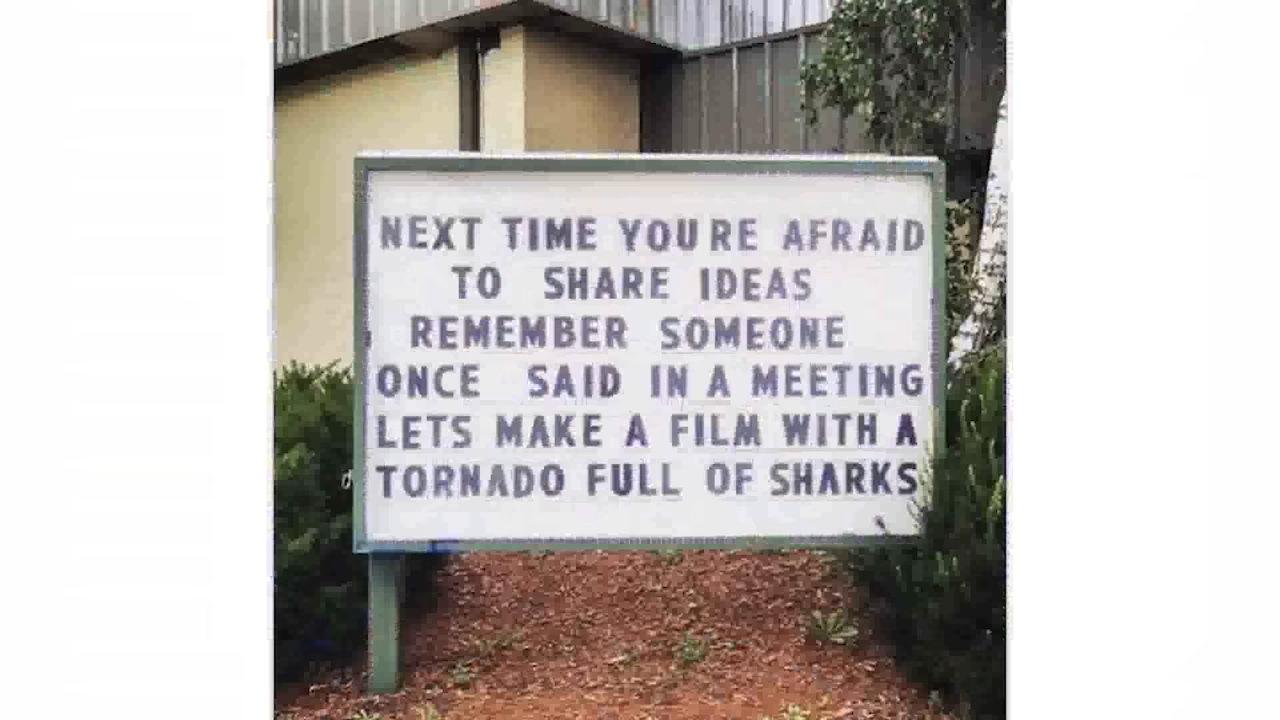 NEXT TIME YOURE AFRAID
TO SHARE IDEAS
REMEMBER SOMEONE
ONCE SAID IN A MEETING
LETS MAKE A FILM WITH A
TORNADO FULL OF SHARKS